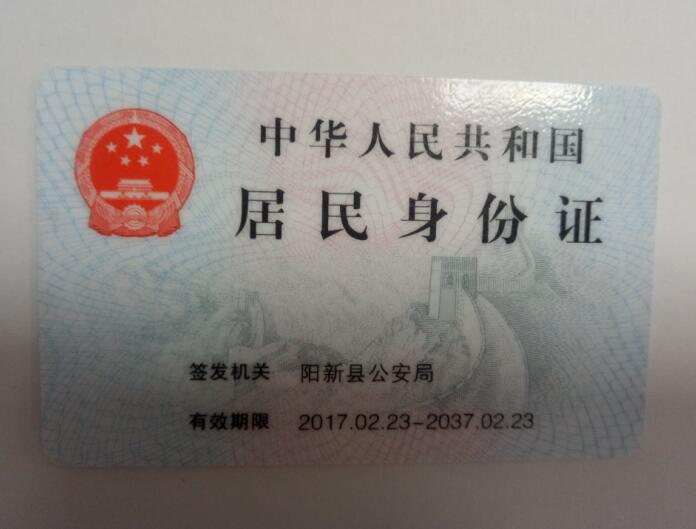 中华人民共和国
居民身份证
签发机关 阳新县公安局
有效期限 2017.02.23-2037.02.23